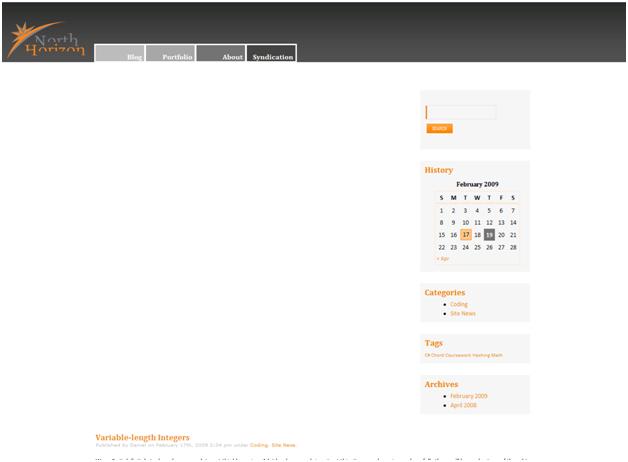 North
Horizon
Blog
Portfolio
About
Syndication
SEARCH
History
February 2009
S M T W T F S
1 2 3 4 5 6 7
8 9 10 11 12 13 14
15 16 17 18 19 20 21
22 23 24 25 26 27 28
« Apr
Categories
Coding
Site News
Tags
C# Chord Coursework Hashing Math
Archives
February 2009
April 2008
Variable-length Integers
Published by Daniel on February 17th, 2009 2:34 pm under Coding, Site News.